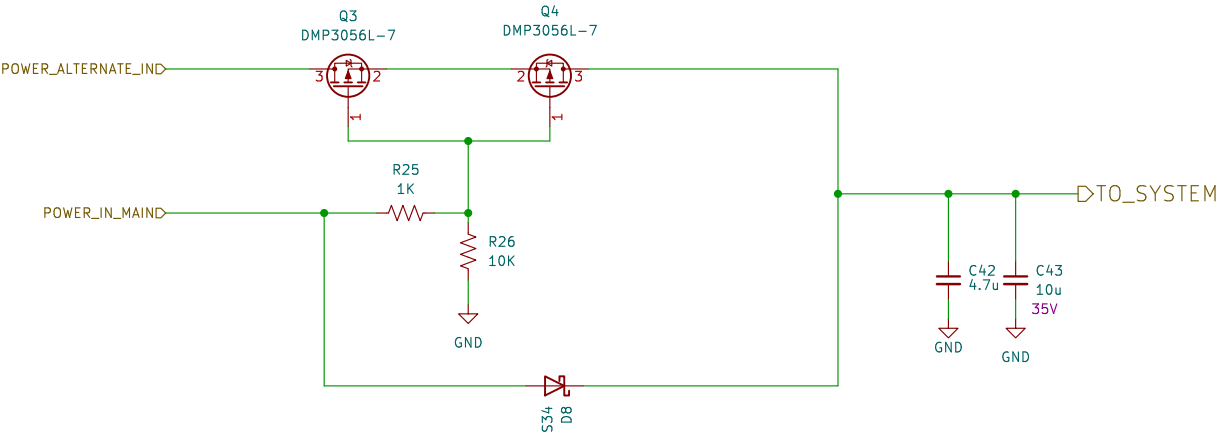 Q3
DMP3056L-7
Q4
DMP3056L-7
POWER_ALTERNATE_IN
3
2
2
3
1
1
R25
1K
POWER_IN_MAIN
TO_SYSTEM
R26
10K
GND
C42
4.7u
C43
10u
35V
GND
GND
S34
D8